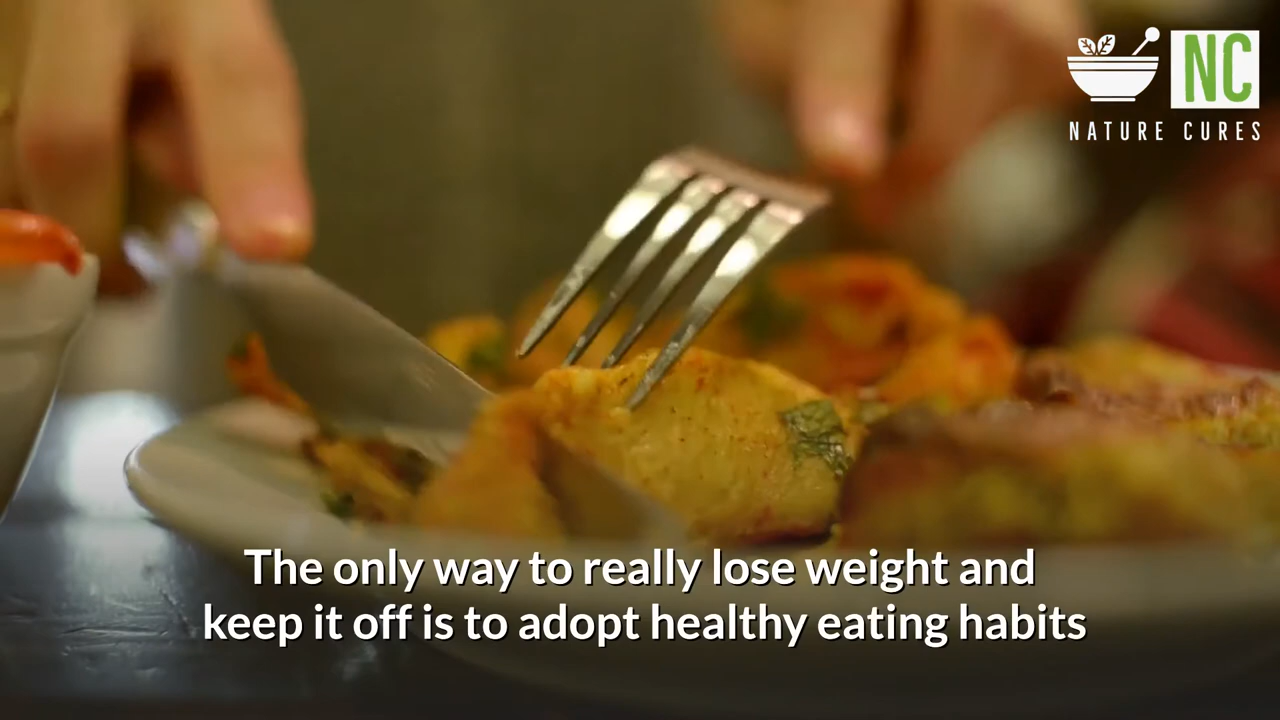 NC
NATURE CURES
The only way to really lose weight and
keep it off is to adopt healthy eating habits